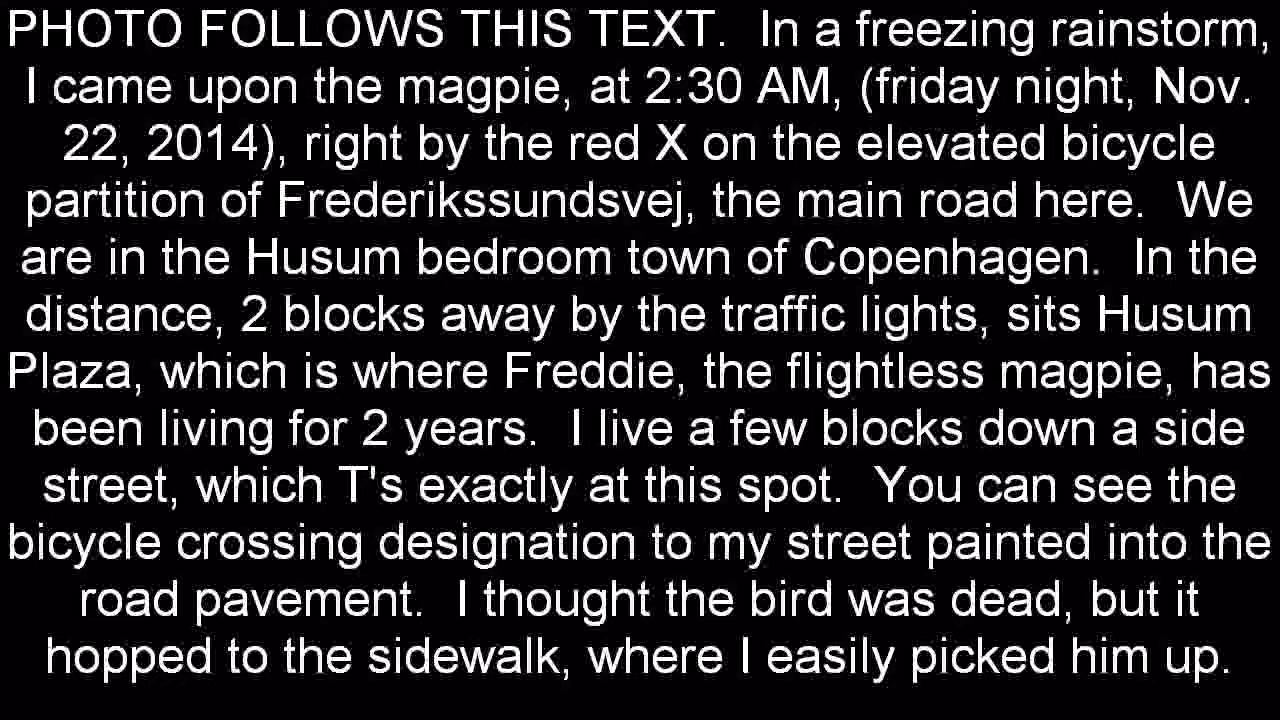 PHOTO FOLLOWS THIS TEXT.  In a freezing rainstorm,
I came upon the magpie, at 2:30 AM, (friday night, Nov.
22, 2014), right by the red X on the elevated bicycle
partition of Frederikssundsvej, the main road here.  We
are in the Husum bedroom town of Copenhagen.  In the
distance, 2 blocks away by the traffic lights, sits Husum
Plaza, which is where Freddie, the flightless magpie, has
been living for 2 years.  I live a few blocks down a side
street, which T's exactly at this spot.  You can see the
bicycle crossing designation to my street painted into the
road pavement.  I thought the bird was dead, but it
hopped to the sidewalk, where I easily picked him up.